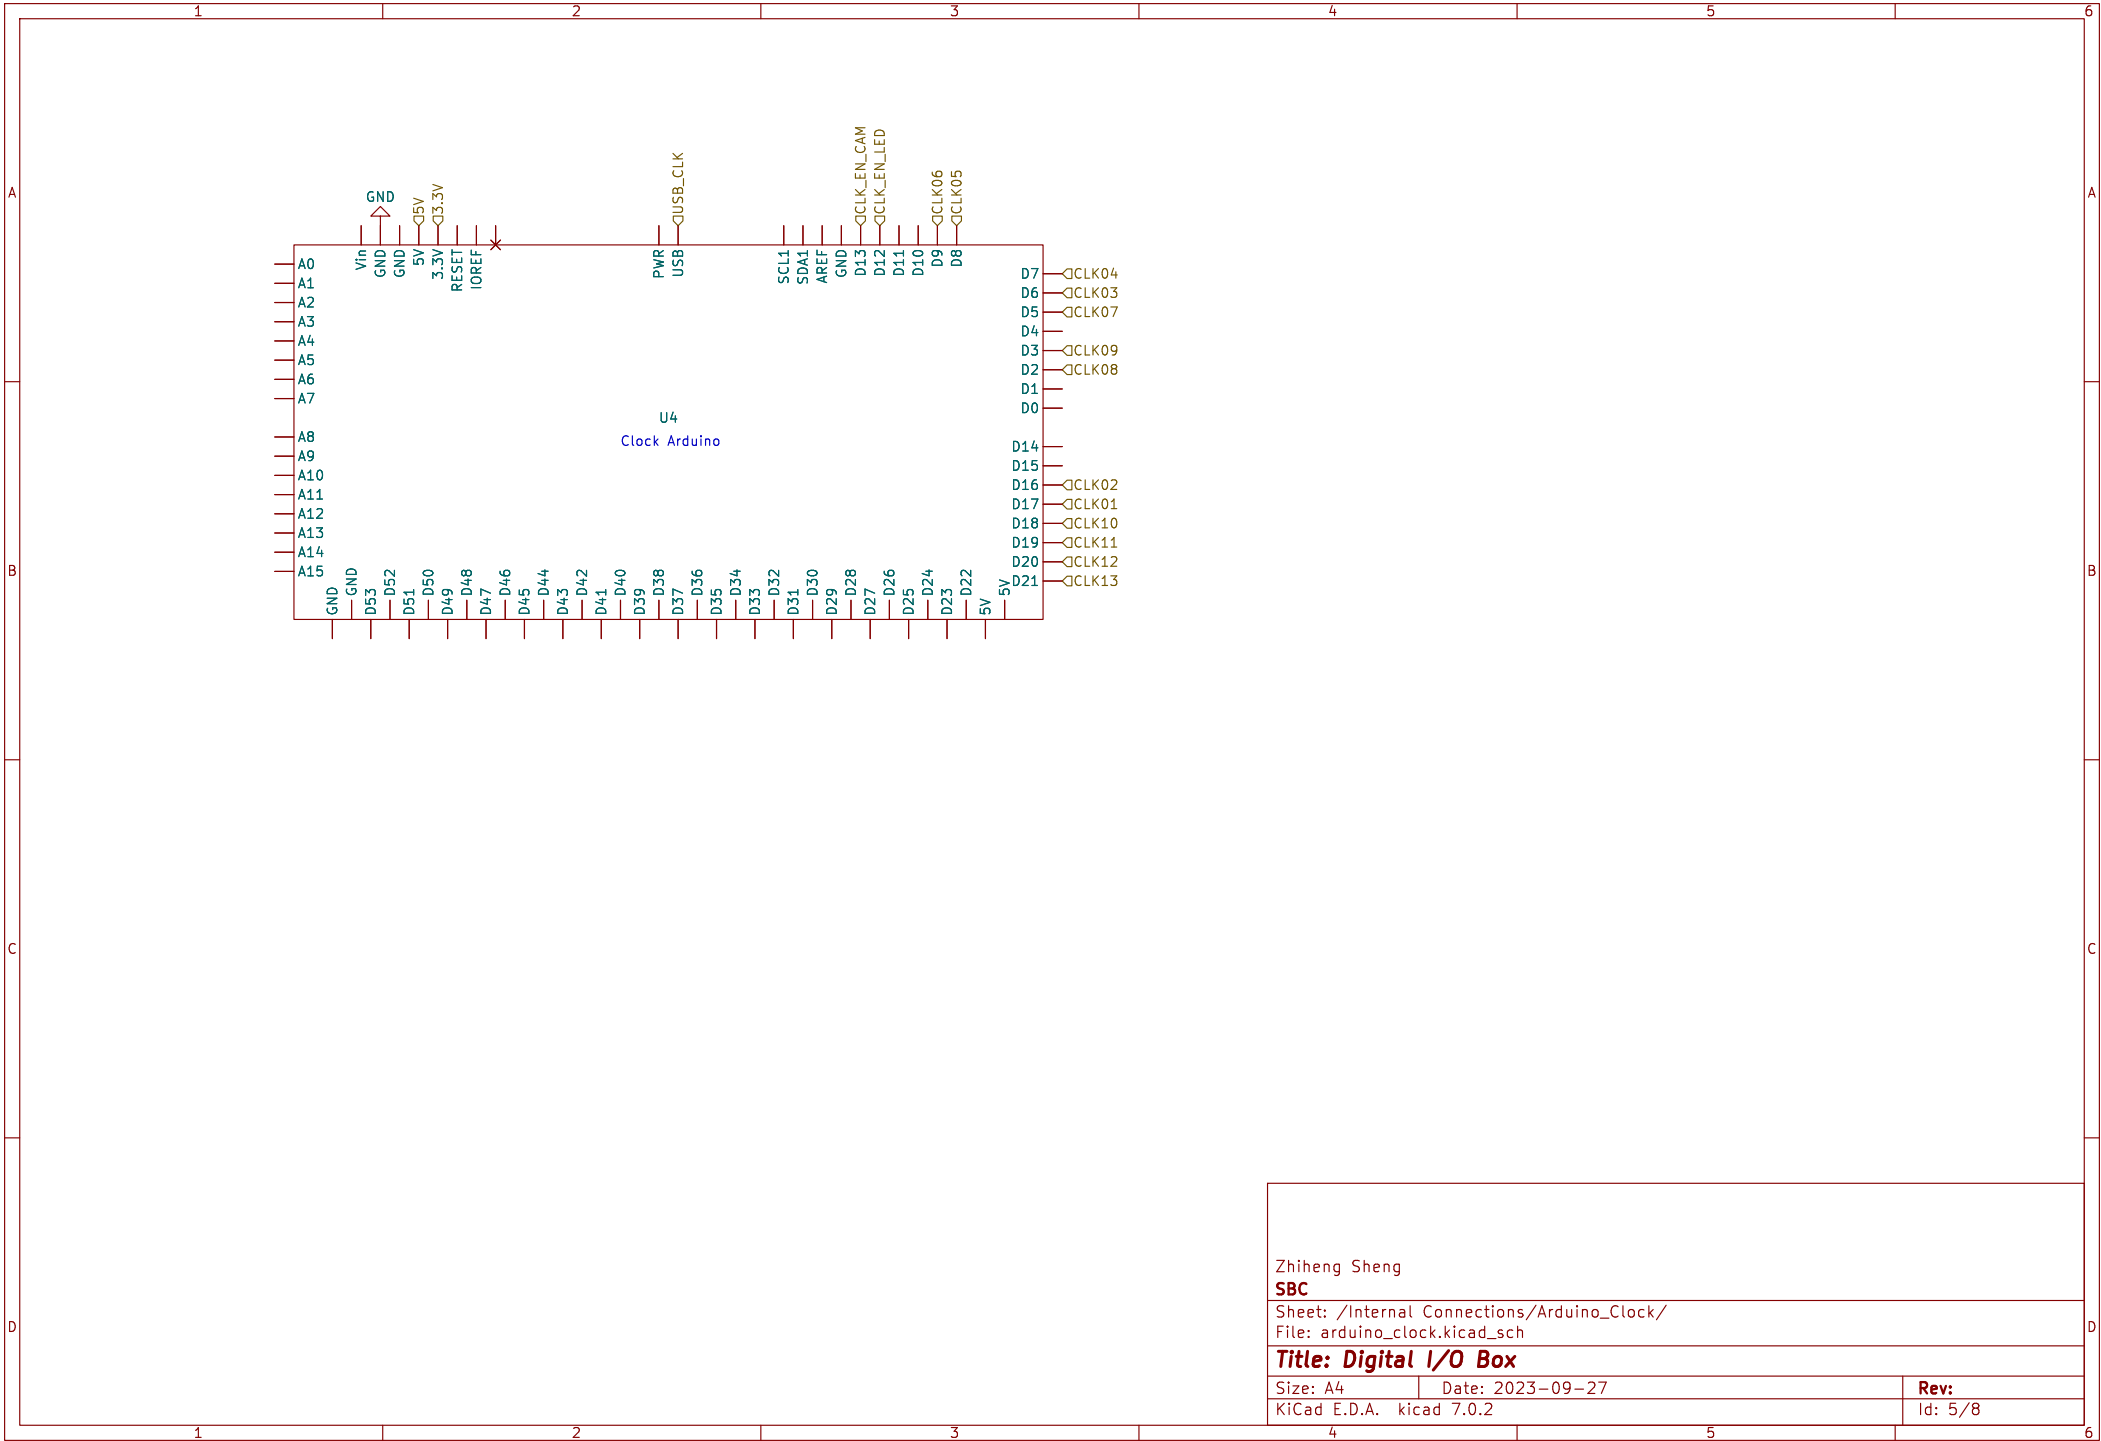 1 2 3 4 5 6
A A
B B
C C
D D
CLK_EN_CAM
CLK_EN_LED
USB_CLK
CLK06
CLK05
GND
5V
3.3V
Vin
GND
GND
5V
3.3V
RESET
IOREF
PWR
USB
SCL1
SDA1
AREF
GND
D13
D12
D11
D10
D9
D8
A0
A1
A2
A3
A4
A5
A6
A7
A8
A9
A10
A11
A12
A13
A14
A15
D7 CLK04
D6 CLK03
D5 CLK07
D4
D3 CLK09
D2 CLK08
D1
D0
D14
D15
D16 CLK02
D17 CLK01
D18 CLK10
D19 CLK11
D20 CLK12
D21 CLK13
U4
Clock Arduino
GND
GND
D53
D52
D51
D50
D49
D48
D47
D46
D45
D44
D43
D42
D41
D40
D39
D38
D37
D36
D35
D34
D33
D32
D31
D30
D29
D28
D27
D26
D25
D24
D23
D22
5V
5V
Zhiheng Sheng
SBC
Sheet: /Internal Connections/Arduino_Clock/
File: arduino_clock.kicad_sch
Title: Digital I/O Box
Size: A4 Date: 2023-09-27 Rev:
KiCad E.D.A. kicad 7.0.2 Id: 5/8
1 2 3 4 5 6